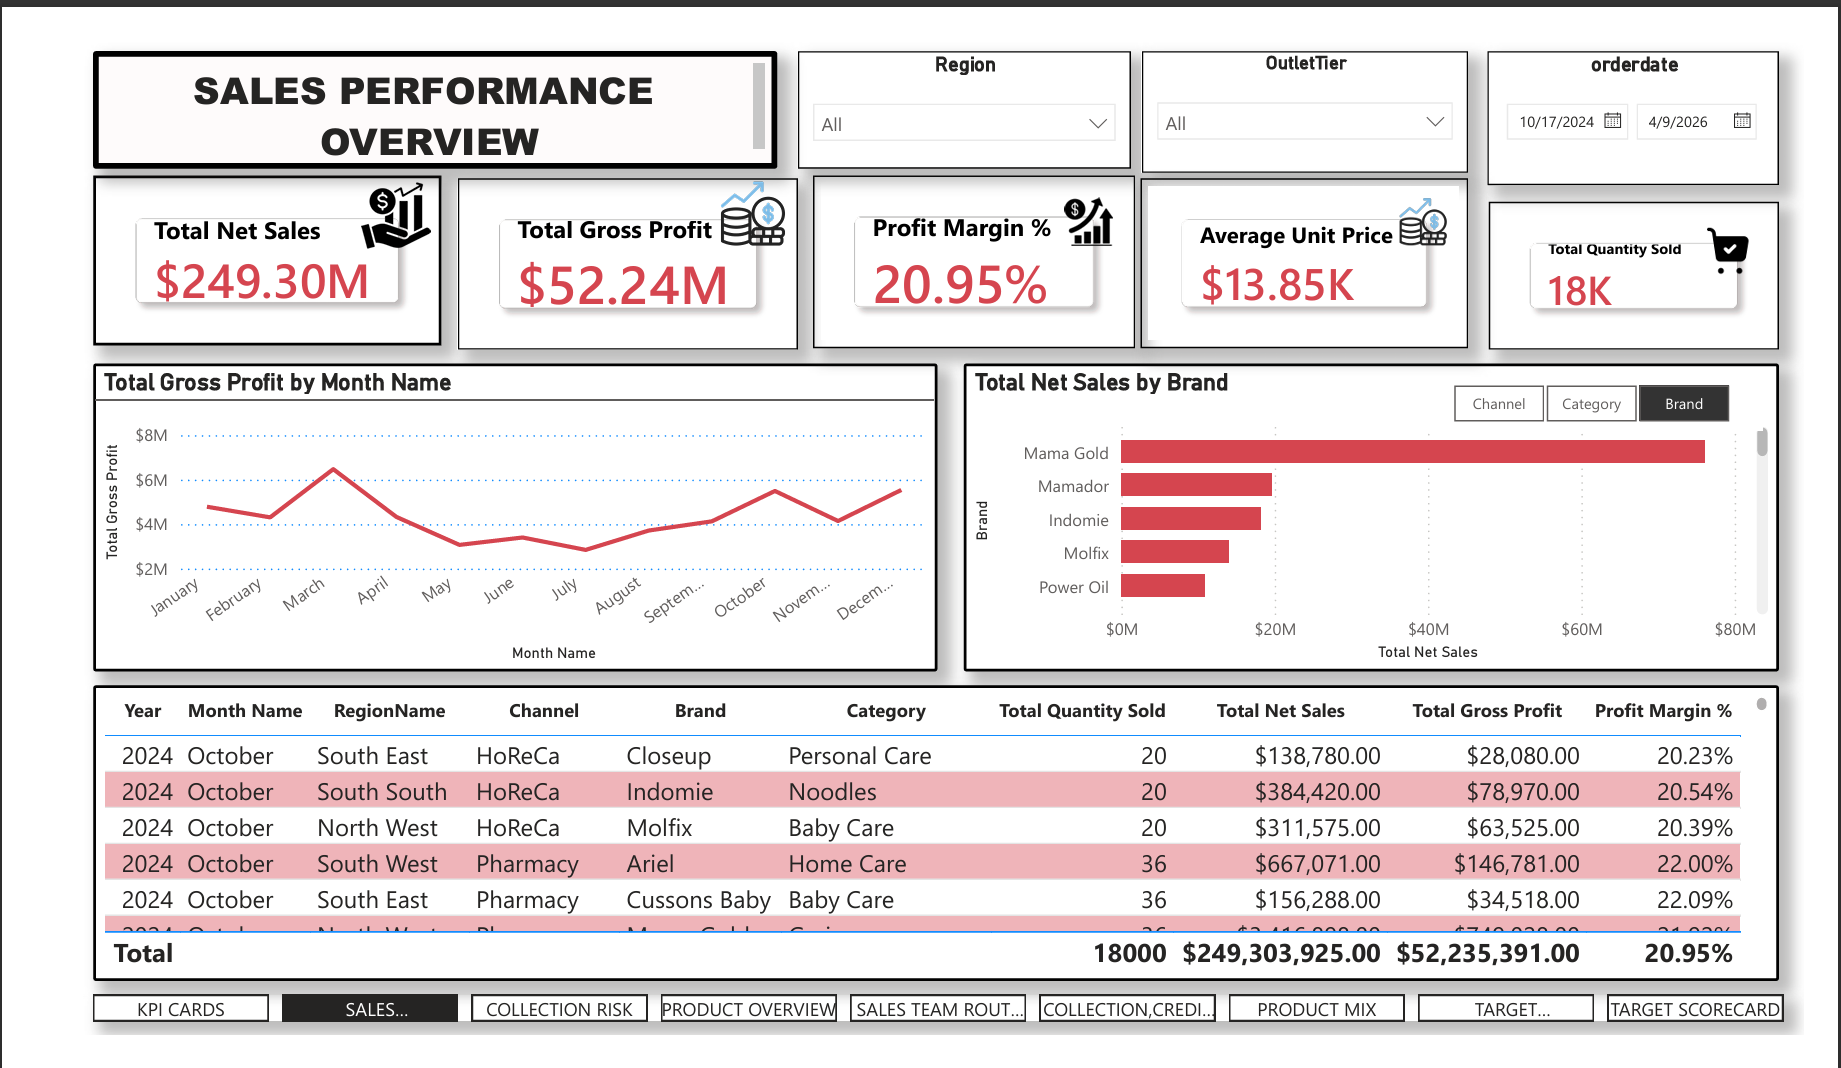 SALES PERFORMANCE
OVERVIEW
Region
All
OutletTier
All
orderdate
10/17/2024 4/9/2026
Total Net Sales
$249.30M
Total Gross Profit
$52.24M
Profit Margin %
20.95%
Average Unit Price
$13.85K
Total Quantity Sold
18K
Total Gross Profit by Month Name
Total Gross Profit
$8M
$6M
$4M
$2M
January February March April May June July August Septem... October Novem... Decem...
Month Name
Total Net Sales by Brand
Channel Category Brand
Brand
Mama Gold
Mamador
Indomie
Molfix
Power Oil
$0M $20M $40M $60M $80M
Total Net Sales
Year Month Name RegionName Channel Brand Category Total Quantity Sold Total Net Sales Total Gross Profit Profit Margin %
2024 October South East HoReCa Closeup Personal Care 20 $138,780.00 $28,080.00 20.23%
2024 October South South HoReCa Indomie Noodles 20 $384,420.00 $78,970.00 20.54%
2024 October North West HoReCa Molfix Baby Care 20 $311,575.00 $63,525.00 20.39%
2024 October South West Pharmacy Ariel Home Care 36 $667,071.00 $146,781.00 22.00%
2024 October South East Pharmacy Cussons Baby Baby Care 36 $156,288.00 $34,518.00 22.09%
Total 18000 $249,303,925.00 $52,235,391.00 20.95%
KPI CARDS SALES... COLLECTION RISK PRODUCT OVERVIEW SALES TEAM ROUT... COLLECTION,CREDI... PRODUCT MIX TARGET... TARGET SCORECARD